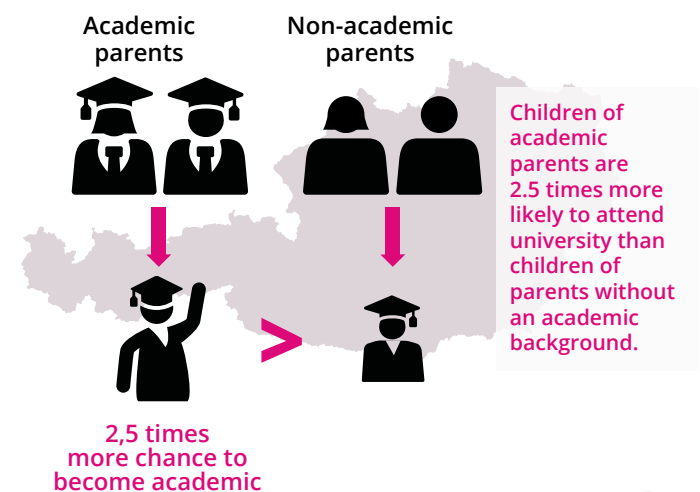 Academic
parents
Non-academic
parents
Children of
academic
parents are
2.5 times more
likely to attend
university than
children of
parents without
an academic
background.
>
2,5 times
more chance to
become academic